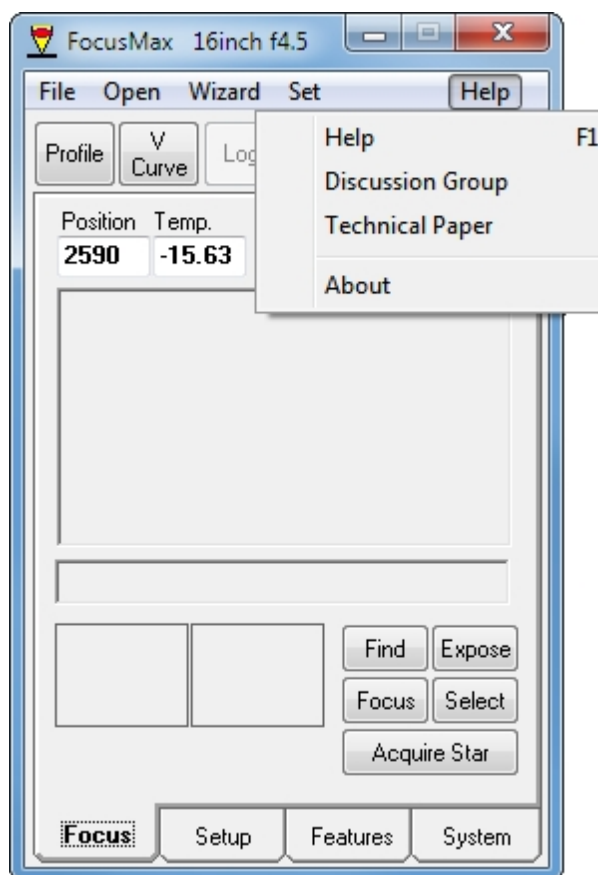 FocusMax 16inch f4.5
File Open Wizard Set Help
Profile V Curve Log
Help F1
Discussion Group
Technical Paper
About
Position Temp.
2590 -15.63
Find Expose
Focus Select
Acquire Star
Focus Setup Features System